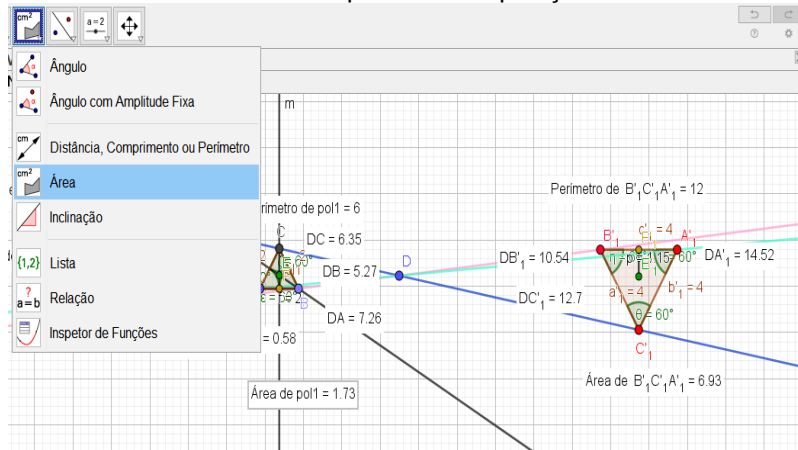 cm²
a = 2
Ângulo
Ângulo com Amplitude Fixa
cm
Distância, Comprimento ou Perímetro
cm²
Área
Inclinação
{1,2}
Lista
?
a = b
Relação
Inspetor de Funções
m
Perímetro de B'₁C'₁A'₁ = 12
rímetro de pol1 = 6
C
DC = 6.35
D
DB = 5.27
B
DA = 7.26
= 0.58
Área de pol1 = 1.73
B'₁
c'₁ = 4
A'₁
DB'₁ = 10.54
60°
DA'₁ = 14.52
a'₁ = 4
b'₁ = 4
DC'₁ = 12.7
θ = 60°
C'₁
Área de B'₁C'₁A'₁ = 6.93